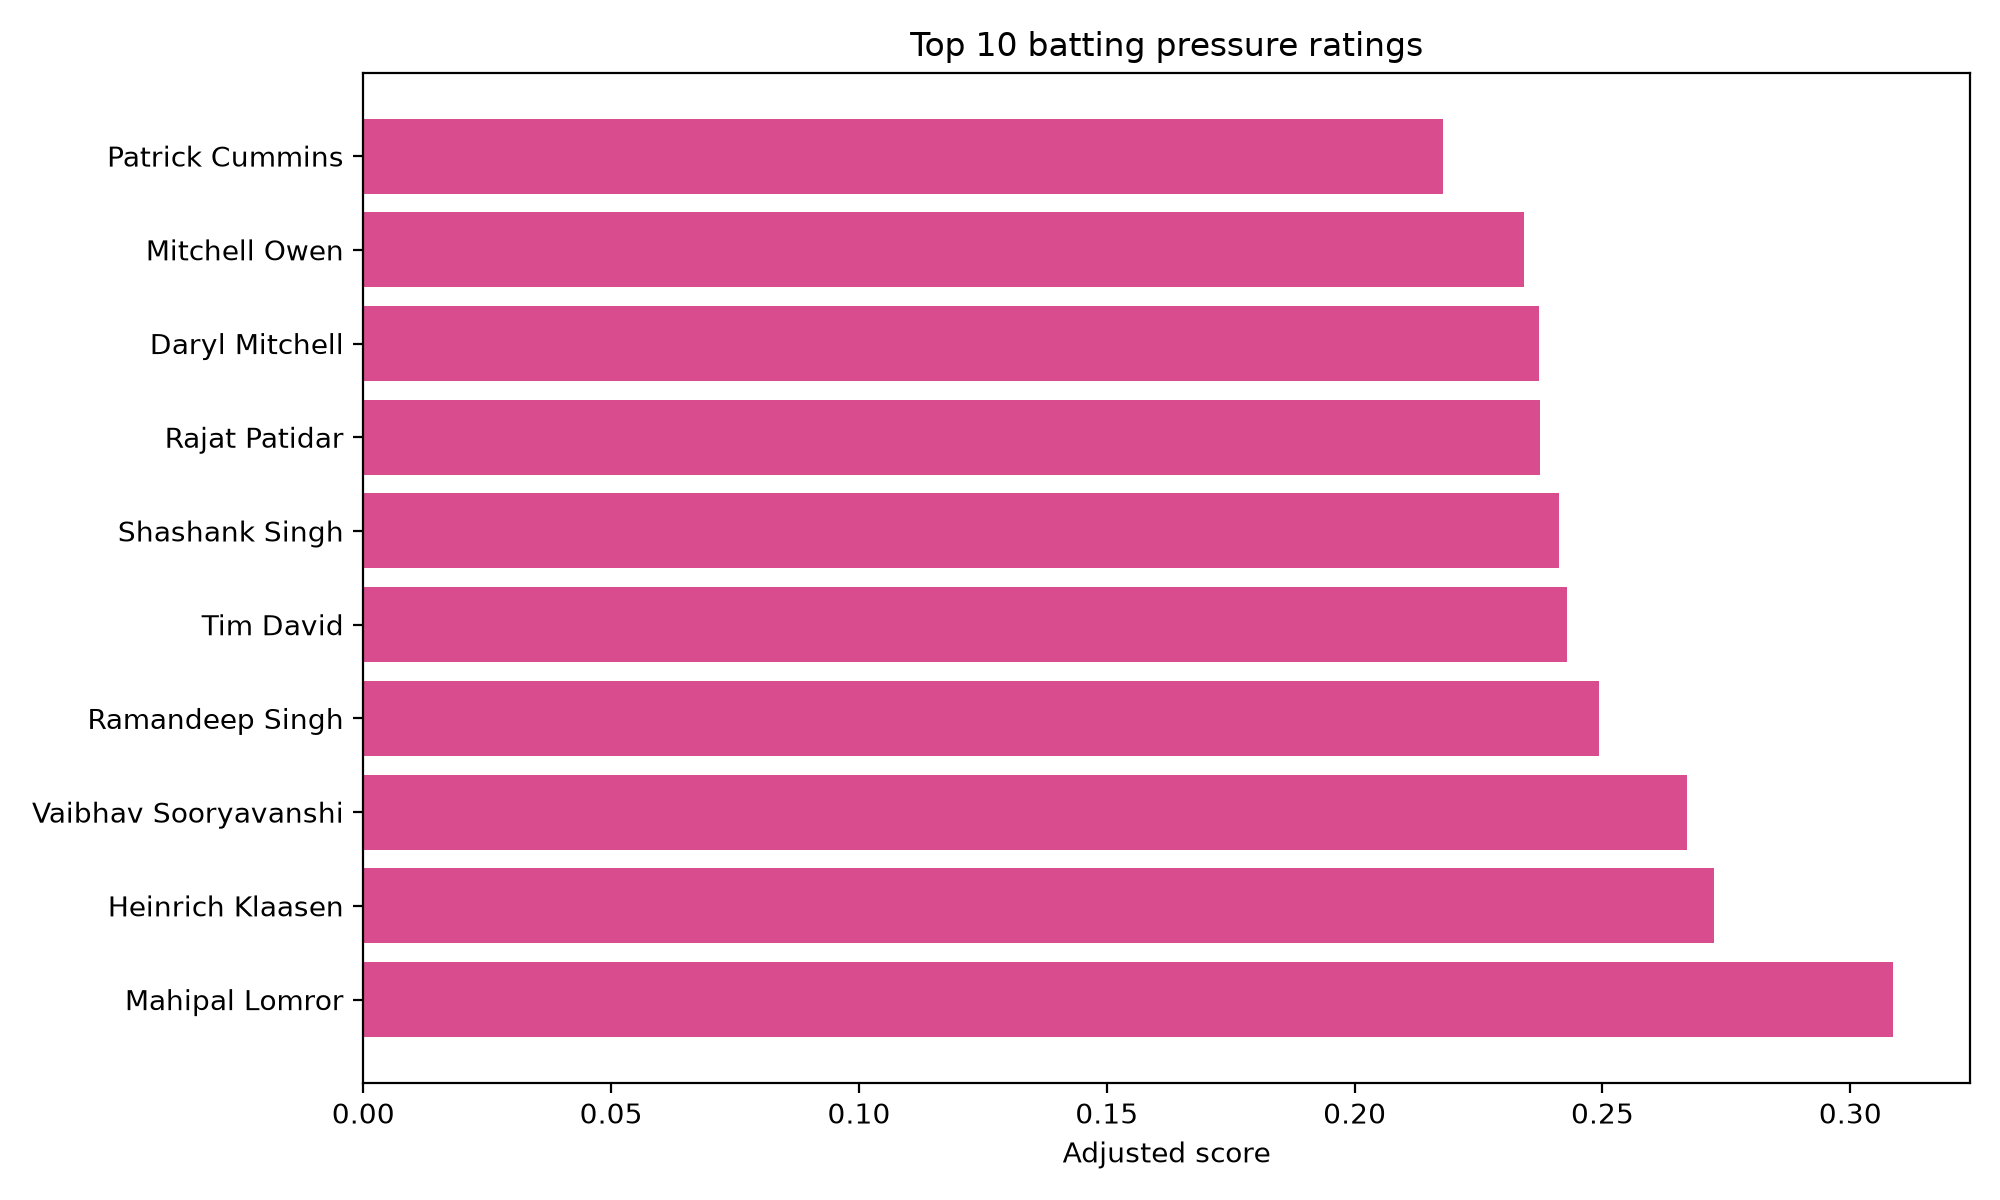 Top 10 batting pressure ratings
Patrick Cummins
Mitchell Owen
Daryl Mitchell
Rajat Patidar
Shashank Singh
Tim David
Ramandeep Singh
Vaibhav Sooryavanshi
Heinrich Klaasen
Mahipal Lomror
0.00 0.05 0.10 0.15 0.20 0.25 0.30
Adjusted score